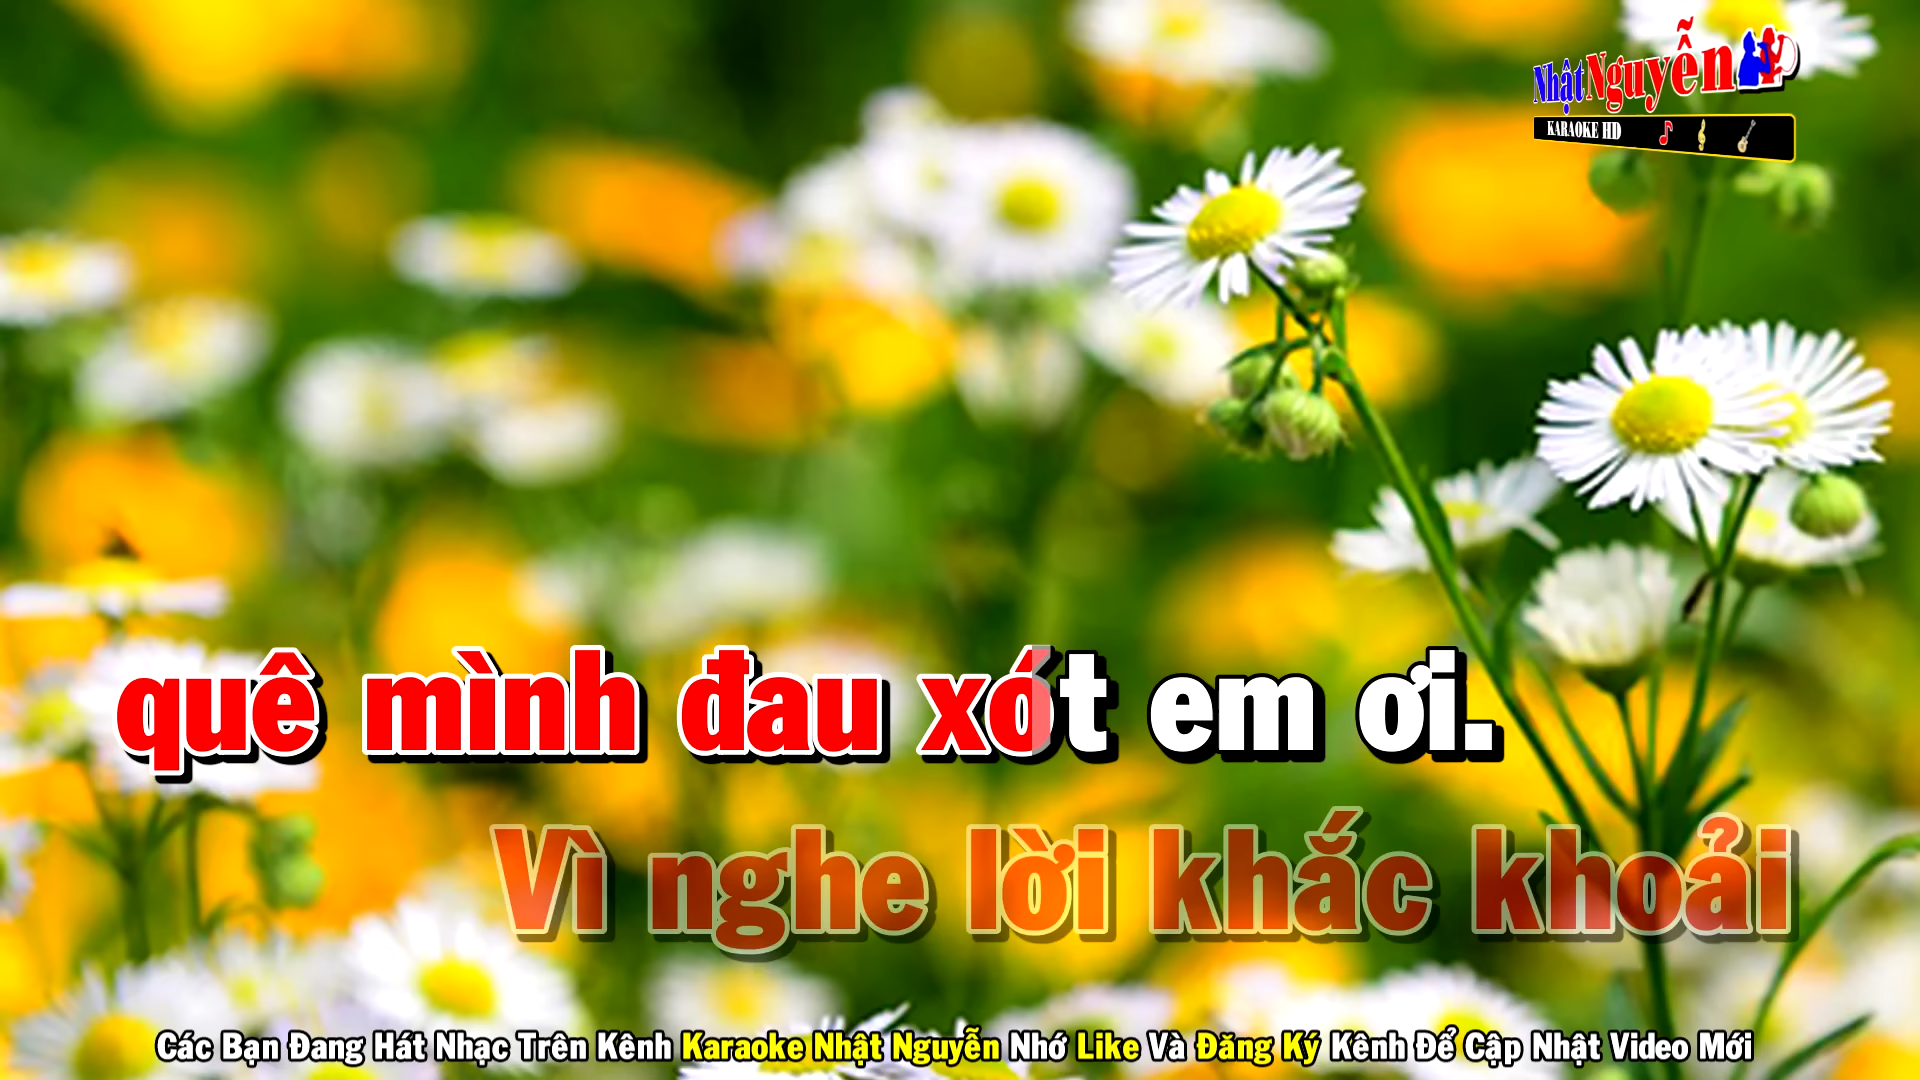 Nhật Nguyễn
KARAOKE HD
quê mình đau xót em ơi.
Vì nghe lời khắc khoải
Các Bạn Đang Hát Nhạc Trên Kênh Karaoke Nhật Nguyễn Nhớ Like Và Đăng Ký Kênh Để Cập Nhật Video Mới